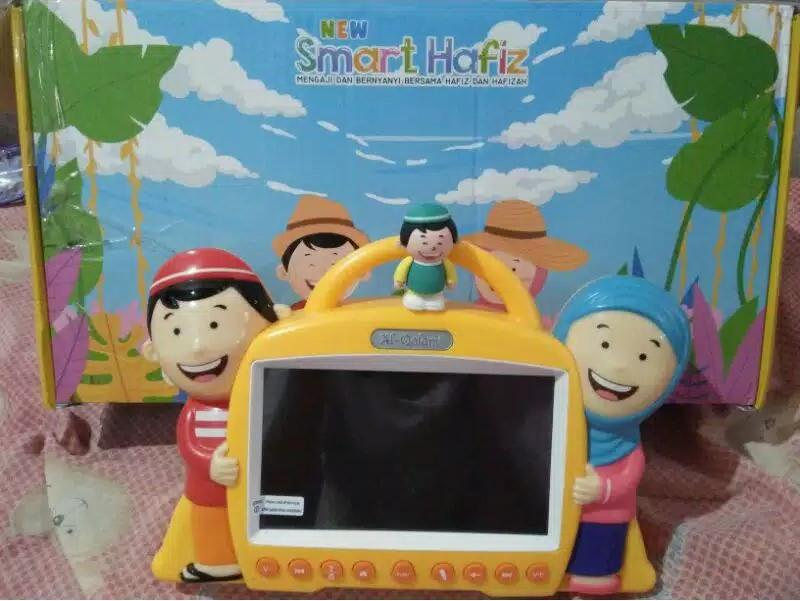 NEW
Smart Hafiz
MENGAJI DAN BERNYANYI BERSAMA HAFIZ DAN HAFIZAH
Al-Qolam